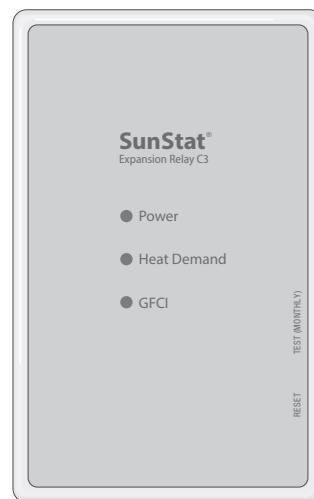 SunStat®
Expansion Relay C3
Power
Heat Demand
GFCI
TEST (MONTHLY)
RESET